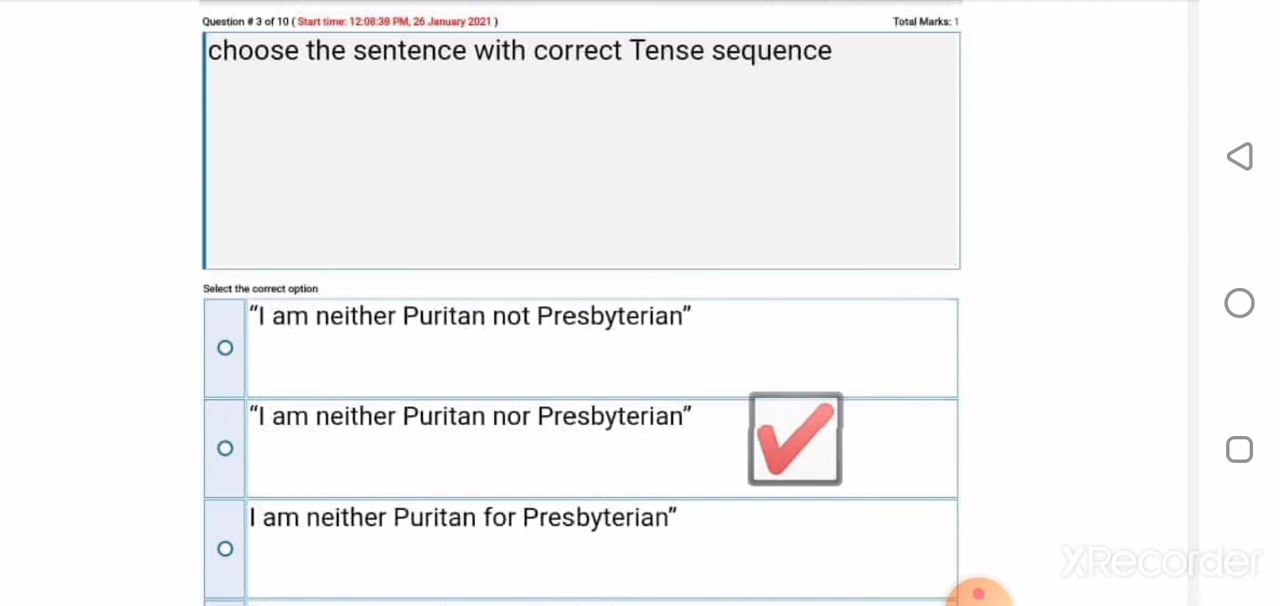 Question # 3 of 10 ( Start time: 12:08:38 PM, 26 January 2021 ) Total Marks: 1
choose the sentence with correct Tense sequence
Select the correct option
“I am neither Puritan not Presbyterian”
“I am neither Puritan nor Presbyterian”
I am neither Puritan for Presbyterian”
XRecorder